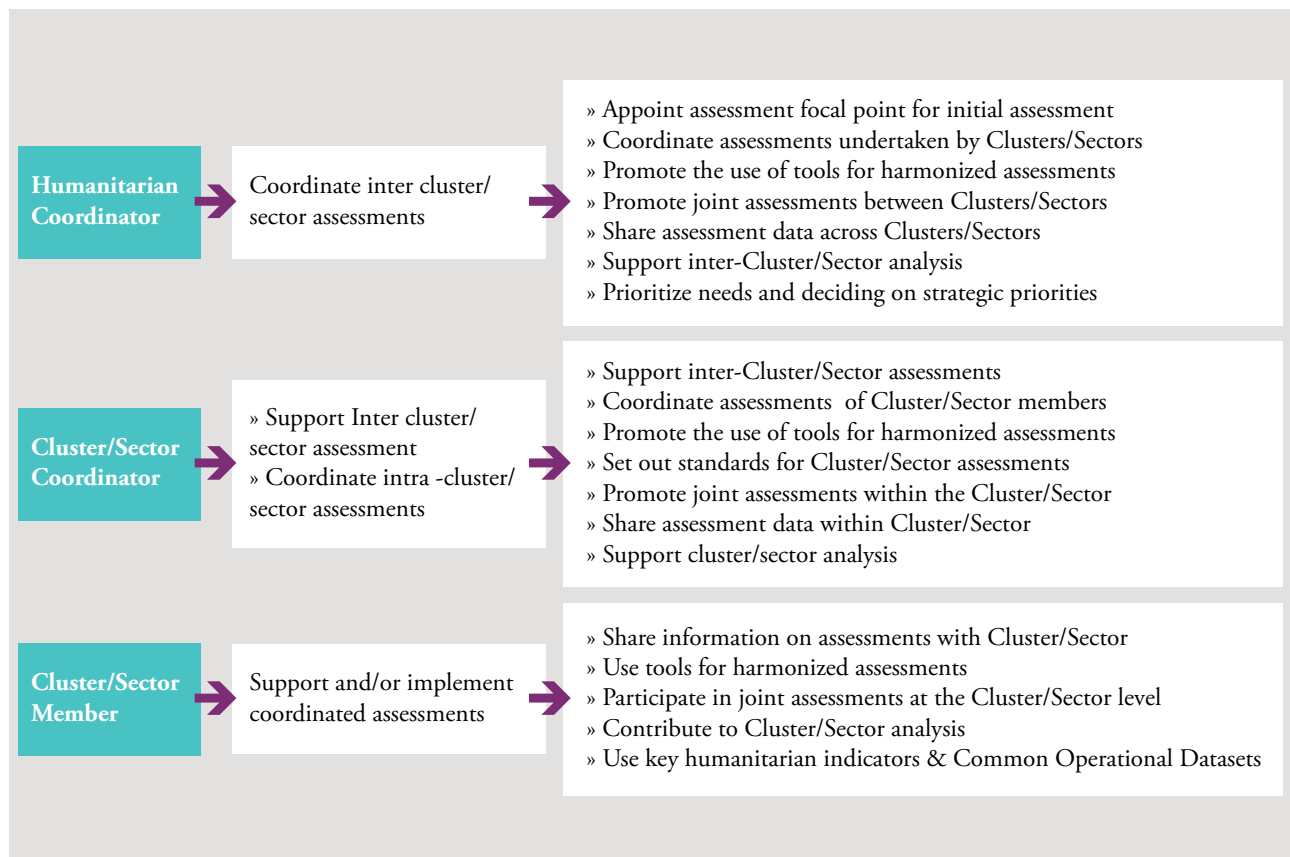 Humanitarian
Coordinator
Coordinate inter cluster/
sector assessments
» Appoint assessment focal point for initial assessment
» Coordinate assessments undertaken by Clusters/Sectors
» Promote the use of tools for harmonized assessments
» Promote joint assessments between Clusters/Sectors
» Share assessment data across Clusters/Sectors
» Support inter-Cluster/Sector analysis
» Prioritize needs and deciding on strategic priorities
Cluster/Sector
Coordinator
» Support Inter cluster/
sector assessment
» Coordinate intra -cluster/
sector assessments
» Support inter-Cluster/Sector assessments
» Coordinate assessments  of Cluster/Sector members
» Promote the use of tools for harmonized assessments
» Set out standards for Cluster/Sector assessments
» Promote joint assessments within the Cluster/Sector
» Share assessment data within Cluster/Sector
» Support cluster/sector analysis
Cluster/Sector
Member
Support and/or implement
coordinated assessments
» Share information on assessments with Cluster/Sector
» Use tools for harmonized assessments
» Participate in joint assessments at the Cluster/Sector level
» Contribute to Cluster/Sector analysis
» Use key humanitarian indicators & Common Operational Datasets